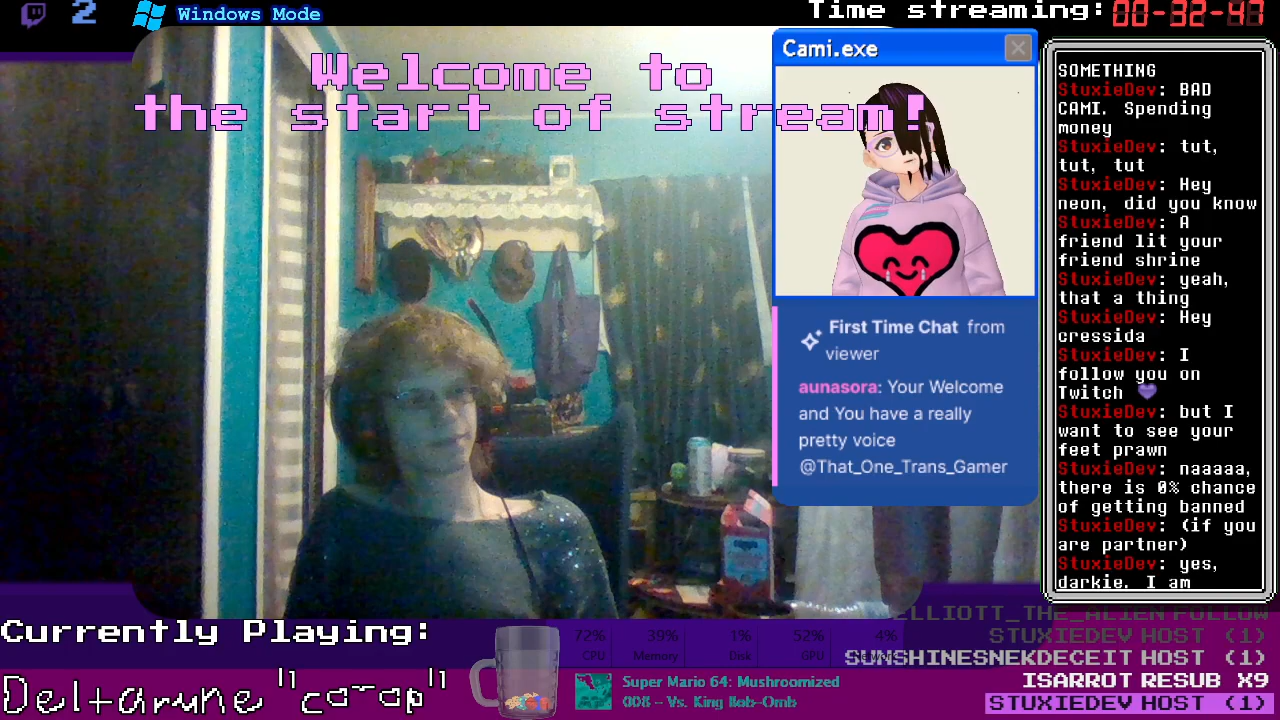 2
Windows Mode
Time streaming:
00-32-47
Welcome to
the start of stream!
Cami.exe
First Time Chat from
viewer
aunasora: Your Welcome
and You have a really
pretty voice
@That_One_Trans_Gamer
SOMETHING
StuxieDev: BAD
CAMI. Spending
money
StuxieDev: tut,
tut, tut
StuxieDev: Hey
neon, did you know
StuxieDev: A
friend lit your
friend shrine
StuxieDev: yeah,
that a thing
StuxieDev: Hey
cressida
StuxieDev: I
follow you on
Twitch 💜
StuxieDev: but I
want to see your
feet prawn
StuxieDev: naaaaa,
there is 0% chance
of getting banned
StuxieDev: (if you
are partner)
StuxieDev: yes,
darkie. I am
ELLIOTT_THE_ALIEN FOLLOW
STUXIEDEV HOST (1)
HOST (1)
ISARROT RESUB X9
STUXIEDEV HOST (1)
Currently Playing:
Deltarune "co-op"
72% 39% 1% 52% 4%
CPU Memory Disk GPU
Super Mario 64: Mushroomized
008 - Vs. King Bob-Omb